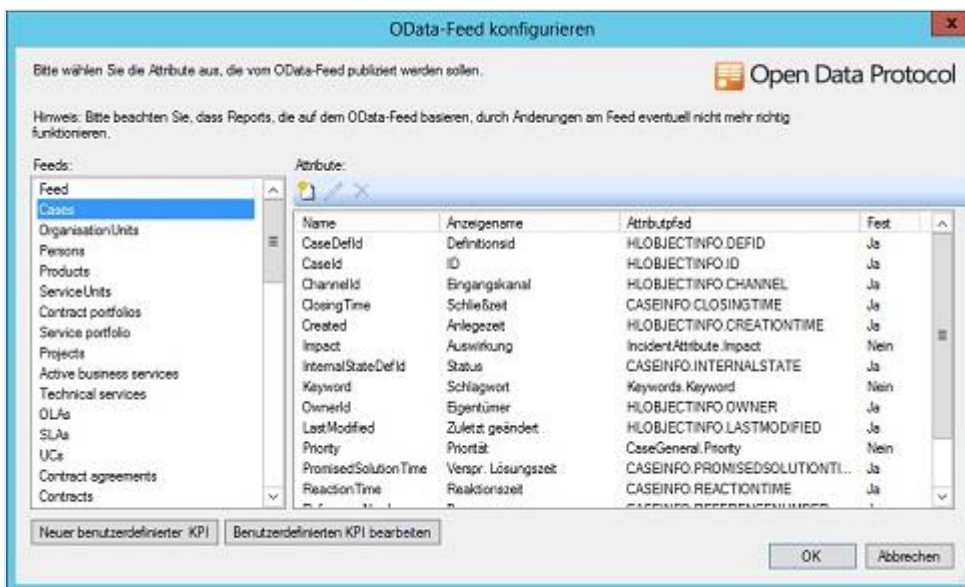 OData-Feed konfigurieren
x
Bitte wählen Sie die Attribute aus, die vom OData-Feed publiziert werden sollen.
Open Data Protocol
Hinweis: Bitte beachten Sie, dass Reports, die auf dem OData-Feed basieren, durch Änderungen am Feed eventuell nicht mehr richtig
funktionieren.
Feeds:
Feed
Cases
OrganisationUnits
Persons
Products
ServiceUnits
Contract portfolios
Service portfolio
Projects
Active business services
Technical services
OLAs
SLAs
UCs
Contract agreements
Contracts
Attribute:
Name Anzeigename Attributpfad Fest
CaseDefId Definitionsid HLOBJECTINFO.DEFID Ja
CaseId ID HLOBJECTINFO.ID Ja
ChannelId Eingangskanal HLOBJECTINFO.CHANNEL Ja
ClosingTime Schließzeit CASEINFO.CLOSINGTIME Ja
Created Anlegezeit HLOBJECTINFO.CREATIONTIME Ja
Impact Auswirkung IncidentAttribute.Impact Nein
InternalStateDefId Status CASEINFO.INTERNALSTATE Ja
Keyword Schlagwort Keywords.Keyword Nein
OwnerId Eigentümer HLOBJECTINFO.OWNER Ja
LastModified Zuletzt geändert HLOBJECTINFO.LASTMODIFIED Ja
Priority Priorität CaseGeneral.Priority Nein
PromisedSolutionTime Verspr. Lösungszeit CASEINFO.PROMISEDSOLUTIONTI... Ja
ReactionTime Reaktionszeit CASEINFO.REACTIONTIME Ja
CASEINFO.REFERENCENUMBER
Neuer benutzerdefinierter KPI
Benutzerdefinierten KPI bearbeiten
OK
Abbrechen